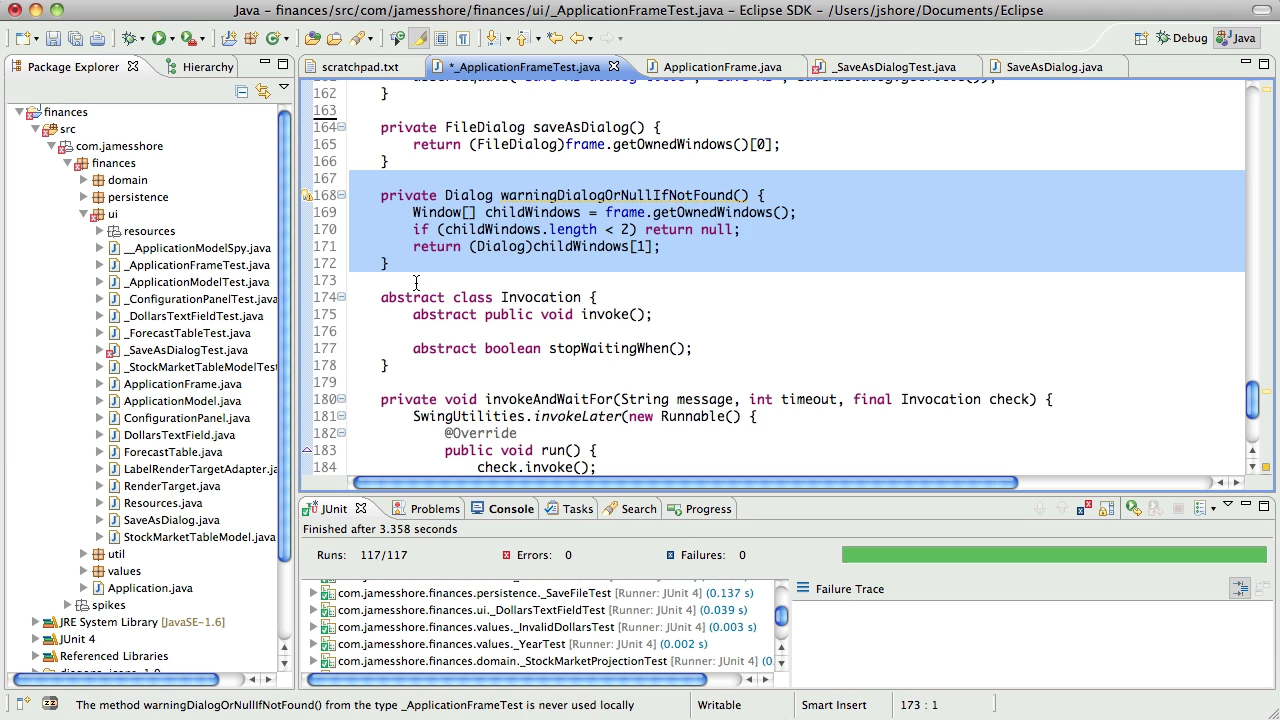 Java - finances/src/com/jamesshore/finances/ui/_ApplicationFrameTest.java - Eclipse SDK - /Users/jshore/Documents/Eclipse
Debug
Java
Package Explorer
Hierarchy
scratchpad.txt
*_ApplicationFrameTest.java
ApplicationFrame.java
_SaveAsDialogTest.java
SaveAsDialog.java
finances
src
com.jamesshore
finances
domain
persistence
ui
resources
__ApplicationModelSpy.java
_ApplicationFrameTest.java
_ApplicationModelTest.java
_ConfigurationPanelTest.java
_DollarsTextFieldTest.java
_ForecastTableTest.java
_SaveAsDialogTest.java
_StockMarketTableModelTest
ApplicationFrame.java
ApplicationModel.java
ConfigurationPanel.java
DollarsTextField.java
ForecastTable.java
LabelRenderTargetAdapter.ja
RenderTarget.java
Resources.java
SaveAsDialog.java
StockMarketTableModel.java
util
values
Application.java
spikes
JRE System Library [JavaSE-1.6]
JUnit 4
Referenced Libraries
162 }
163
164 private FileDialog saveAsDialog() {
165 return (FileDialog)frame.getOwnedWindows()[0];
166 }
167
168 private Dialog warningDialogOrNullIfNotFound() {
169 Window[] childWindows = frame.getOwnedWindows();
170 if (childWindows.length < 2) return null;
171 return (Dialog)childWindows[1];
172 }
173
174 abstract class Invocation {
175 abstract public void invoke();
176
177 abstract boolean stopWaitingWhen();
178 }
179
180 private void invokeAndWaitFor(String message, int timeout, final Invocation check) {
181 SwingUtilities.invokeLater(new Runnable() {
182 @Override
183 public void run() {
184 check.invoke();
JUnit
Problems
Console
Tasks
Search
Progress
Finished after 3.358 seconds
Runs: 117/117
Errors: 0
Failures: 0
com.jamesshore.finances.persistence._SaveFileTest [Runner: JUnit 4] (0.137 s)
com.jamesshore.finances.ui._DollarsTextFieldTest [Runner: JUnit 4] (0.039 s)
com.jamesshore.finances.values._InvalidDollarsTest [Runner: JUnit 4] (0.003 s)
com.jamesshore.finances.values._YearTest [Runner: JUnit 4] (0.002 s)
com.jamesshore.finances.domain._StockMarketProjectionTest [Runner: JUnit 4] (0
Failure Trace
The method warningDialogOrNullIfNotFound() from the type _ApplicationFrameTest is never used locally
Writable
Smart Insert
173 : 1